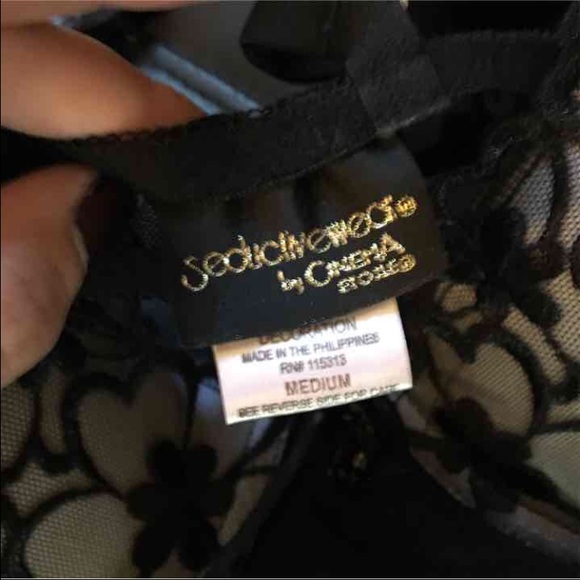 Seductivewear®
by CINEMA
ETOILE®
DECORATION
MADE IN THE PHILIPPINES
RN# 115313
MEDIUM
SEE REVERSE SIDE FOR CARE